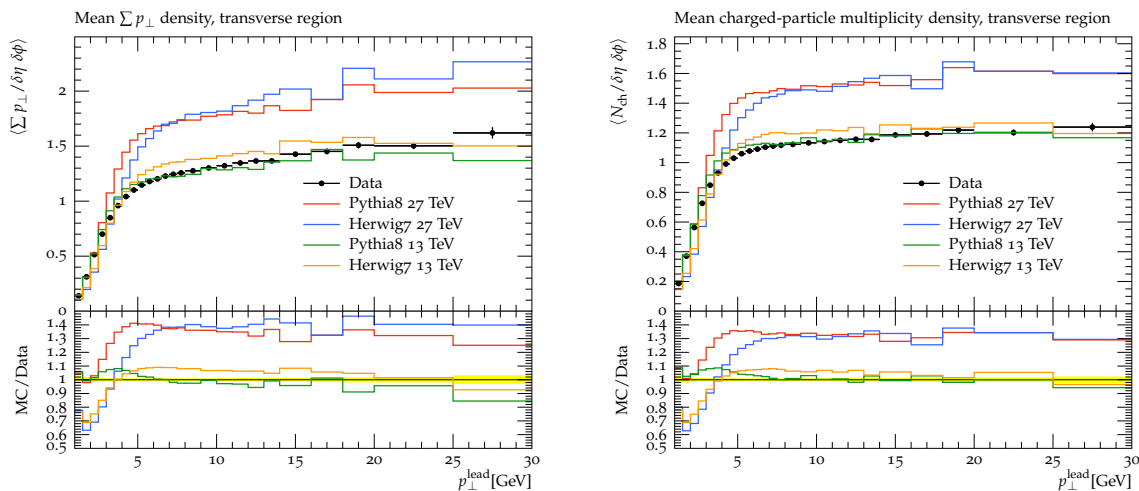 Mean ∑ p⊥ density, transverse region
⟨∑ p⊥/δη δϕ⟩
2
1.5
1
0.5
0
Data
Pythia8 27 TeV
Herwig7 27 TeV
Pythia8 13 TeV
Herwig7 13 TeV
MC/Data
1.4
1.3
1.2
1.1
1
0.9
0.8
0.7
0.6
0.5
5 10 15 20 25 30
p⊥^lead[GeV]
Mean charged-particle multiplicity density, transverse region
⟨N_ch/δη δϕ⟩
1.8
1.6
1.4
1.2
1
0.8
0.6
0.4
0.2
0
Data
Pythia8 27 TeV
Herwig7 27 TeV
Pythia8 13 TeV
Herwig7 13 TeV
MC/Data
1.4
1.3
1.2
1.1
1
0.9
0.8
0.7
0.6
0.5
5 10 15 20 25 30
p⊥^lead[GeV]